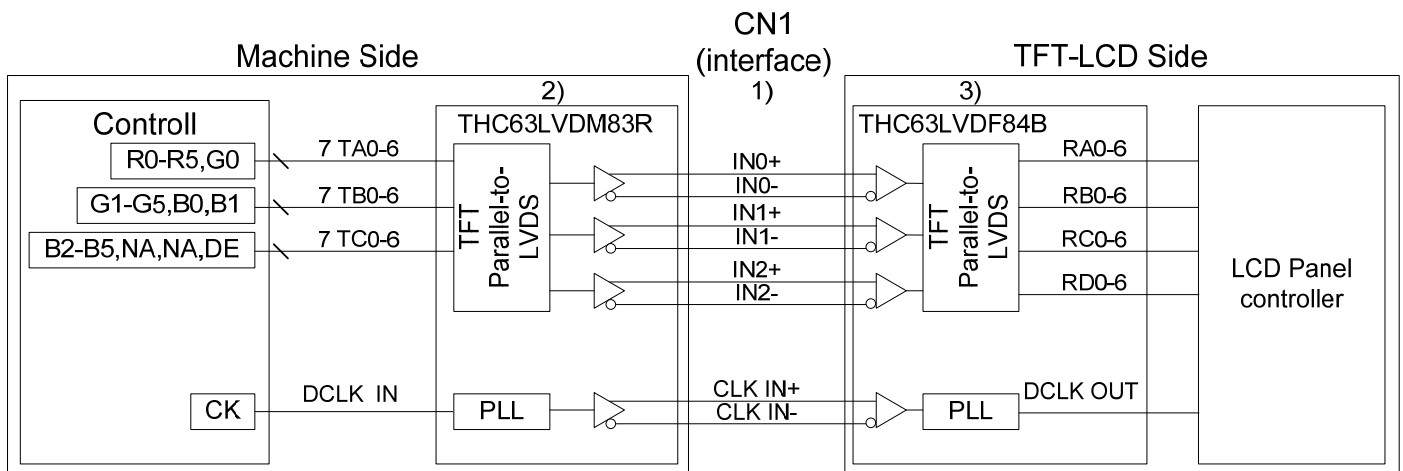 CN1
(interface)
1)
Machine Side
TFT-LCD Side
2)
3)
Controll
THC63LVDM83R
THC63LVDF84B
R0-R5,G0
7 TA0-6
G1-G5,B0,B1
7 TB0-6
B2-B5,NA,NA,DE
7 TC0-6
TFT
Parallel-to-
LVDS
IN0+
IN0-
IN1+
IN1-
IN2+
IN2-
TFT
Parallel-to-
LVDS
RA0-6
RB0-6
RC0-6
RD0-6
LCD Panel
controller
CK
DCLK IN
PLL
CLK IN+
CLK IN-
PLL
DCLK OUT